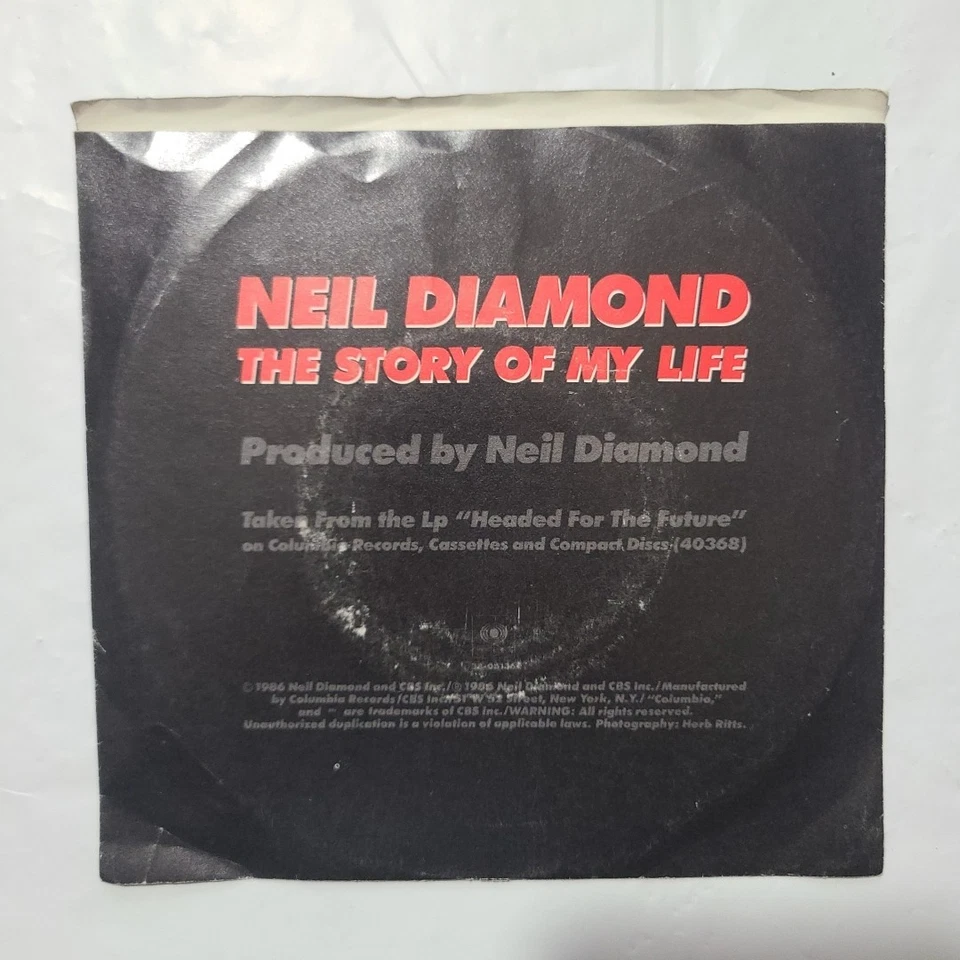 NEIL DIAMOND
THE STORY OF MY LIFE
Produced by Neil Diamond
Taken From the Lp "Headed For The Future"
on Columbia Records, Cassettes and Compact Discs (40368)
© 1986 Neil Diamond and CBS Inc./℗ 1986 Neil Diamond and CBS Inc./Manufactured
by Columbia Records/CBS Inc./51 W 52 Street, New York, N.Y./ "Columbia,"
and " are trademarks of CBS Inc./WARNING: All rights reserved.
Unauthorized duplication is a violation of applicable laws. Photography: Herb Ritts.